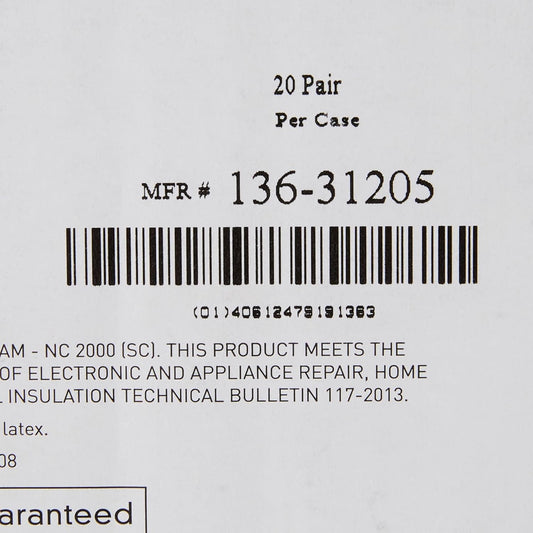 20 Pair
Per Case
MFR # 136-31205
(01)40612479191363
AM - NC 2000 (SC). THIS PRODUCT MEETS THE
OF ELECTRONIC AND APPLIANCE REPAIR, HOME
INSULATION TECHNICAL BULLETIN 117-2013.
latex.
08
aranteed